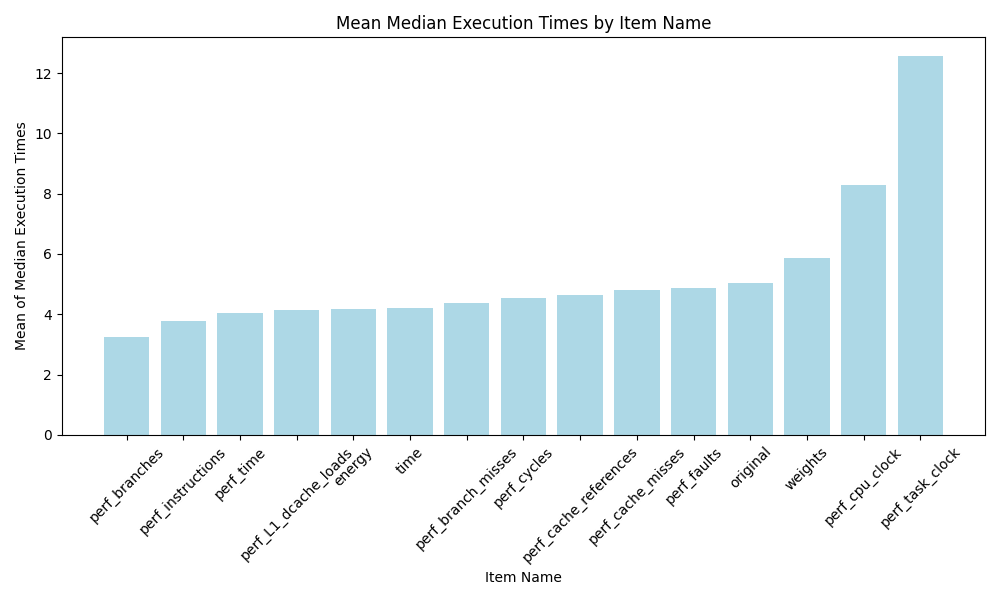 Mean Median Execution Times by Item Name
Mean of Median Execution Times
12
10
8
6
4
2
0
perf_branches
perf_instructions
perf_time
perf_L1_dcache_loads
energy
time
perf_branch_misses
perf_cycles
perf_cache_references
perf_cache_misses
perf_faults
original
weights
perf_cpu_clock
perf_task_clock
Item Name